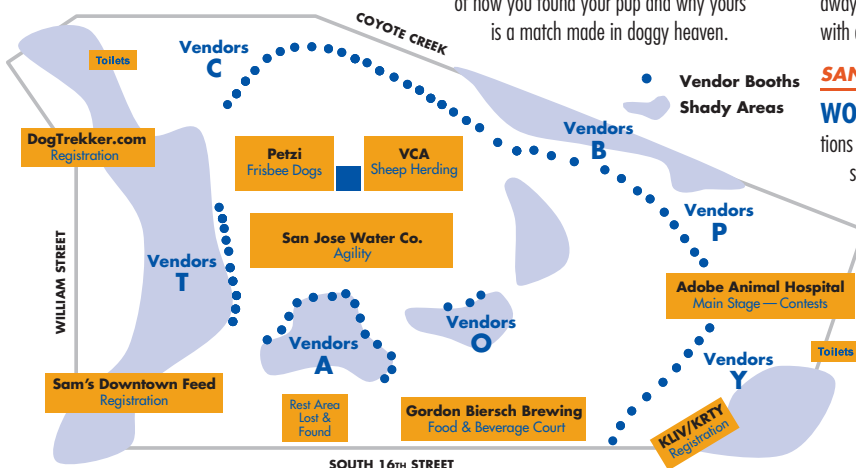 of how you found your pup and why yours
is a match made in doggy heaven.
away
with
SAN
WO
tions
s
COYOTE CREEK
Vendor Booths
Shady Areas
Toilets
Vendors
C
Vendors
B
DogTrekker.com
Registration
Petzi
Frisbee Dogs
VCA
Sheep Herding
Vendors
P
San Jose Water Co.
Agility
WILLIAM STREET
Vendors
T
Adobe Animal Hospital
Main Stage — Contests
Vendors
A
Vendors
O
Toilets
Vendors
Y
Sam's Downtown Feed
Registration
Rest Area
Lost &
Found
Gordon Biersch Brewing
Food & Beverage Court
KLIV/KRTY
Registration
SOUTH 16TH STREET